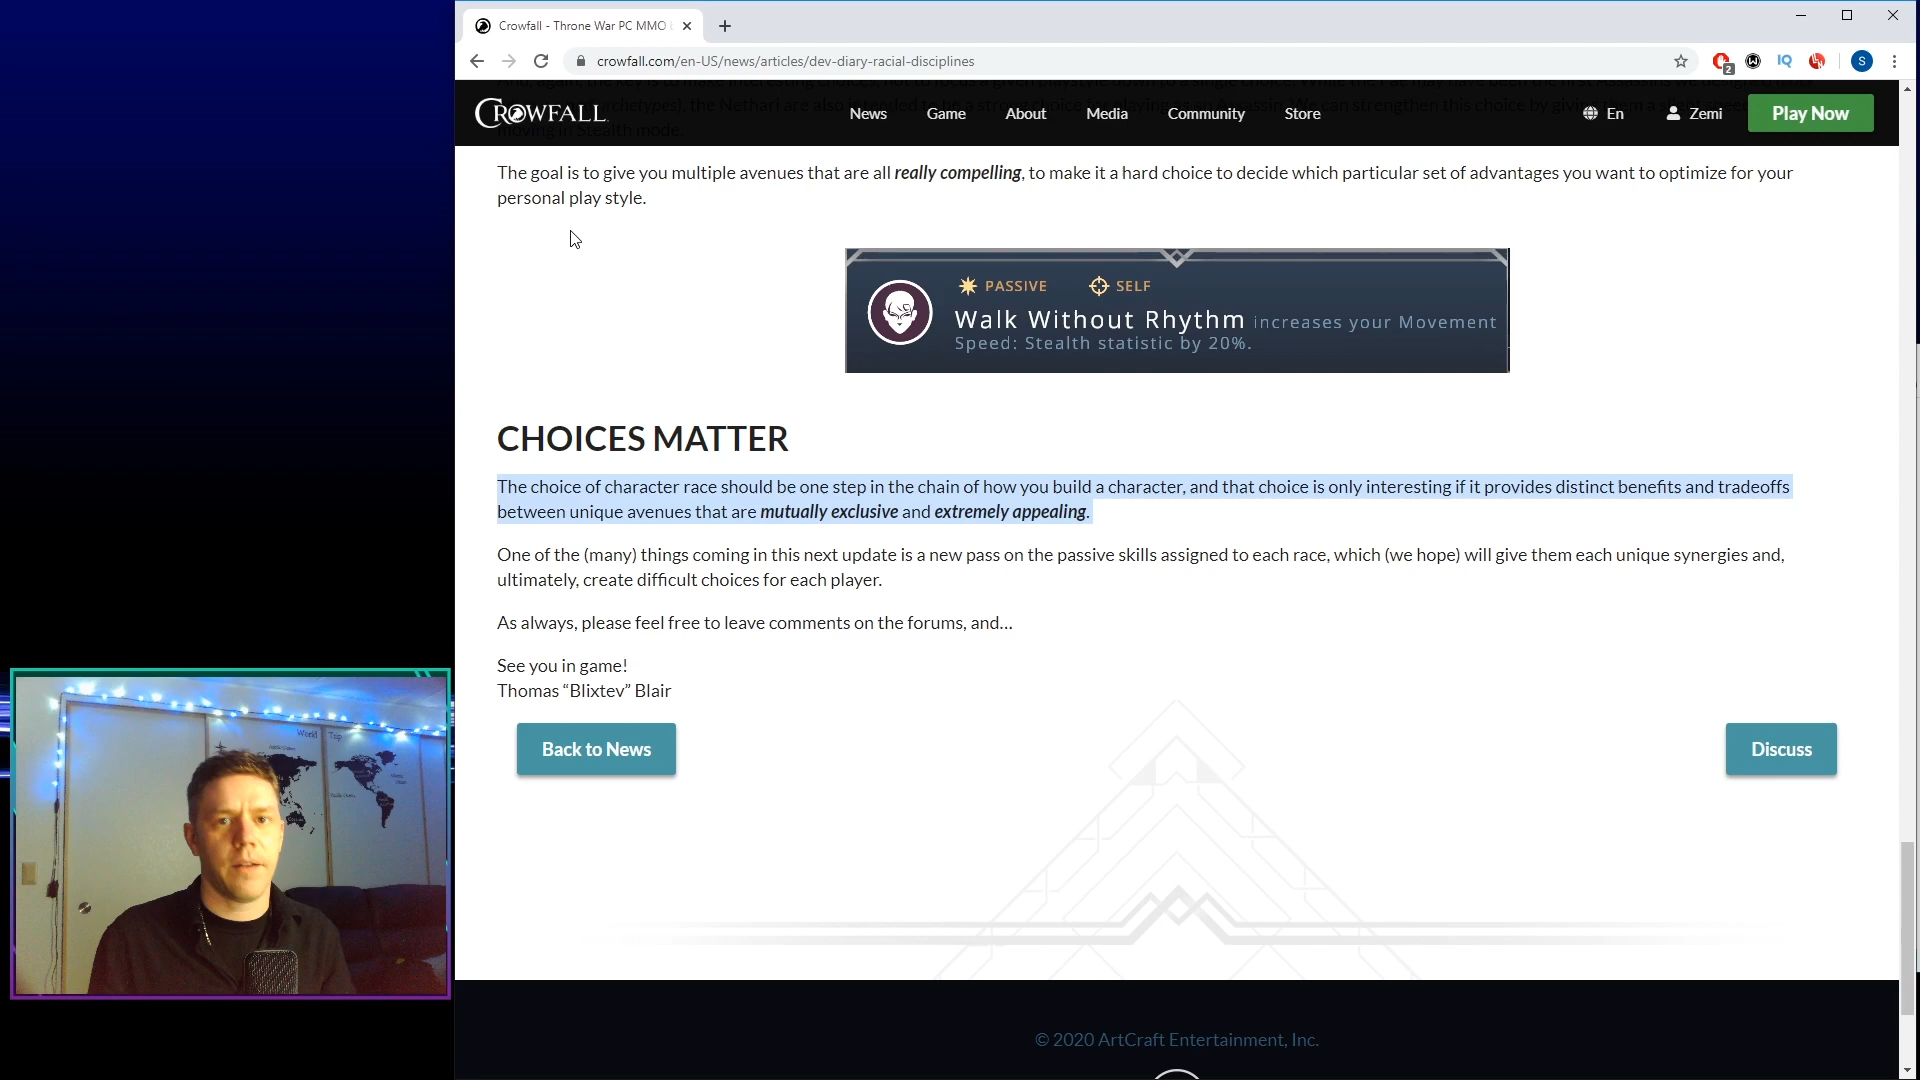 Crowfall - Throne War PC MMO
crowfall.com/en-US/news/articles/dev-diary-racial-disciplines
2
IQ
S
CROWFALL
News
Game
About
Media
Community
Store
En
Zemi
Play Now
moving in Stealth mode.
The goal is to give you multiple avenues that are all really compelling, to make it a hard choice to decide which particular set of advantages you want to optimize for your
personal play style.
PASSIVE
SELF
Walk Without Rhythm increases your Movement
Speed: Stealth statistic by 20%.
CHOICES MATTER
The choice of character race should be one step in the chain of how you build a character, and that choice is only interesting if it provides distinct benefits and tradeoffs
between unique avenues that are mutually exclusive and extremely appealing.
One of the (many) things coming in this next update is a new pass on the passive skills assigned to each race, which (we hope) will give them each unique synergies and,
ultimately, create difficult choices for each player.
As always, please feel free to leave comments on the forums, and...
See you in game!
Thomas “Blixtev” Blair
Back to News
Discuss
World Top
© 2020 ArtCraft Entertainment, Inc.